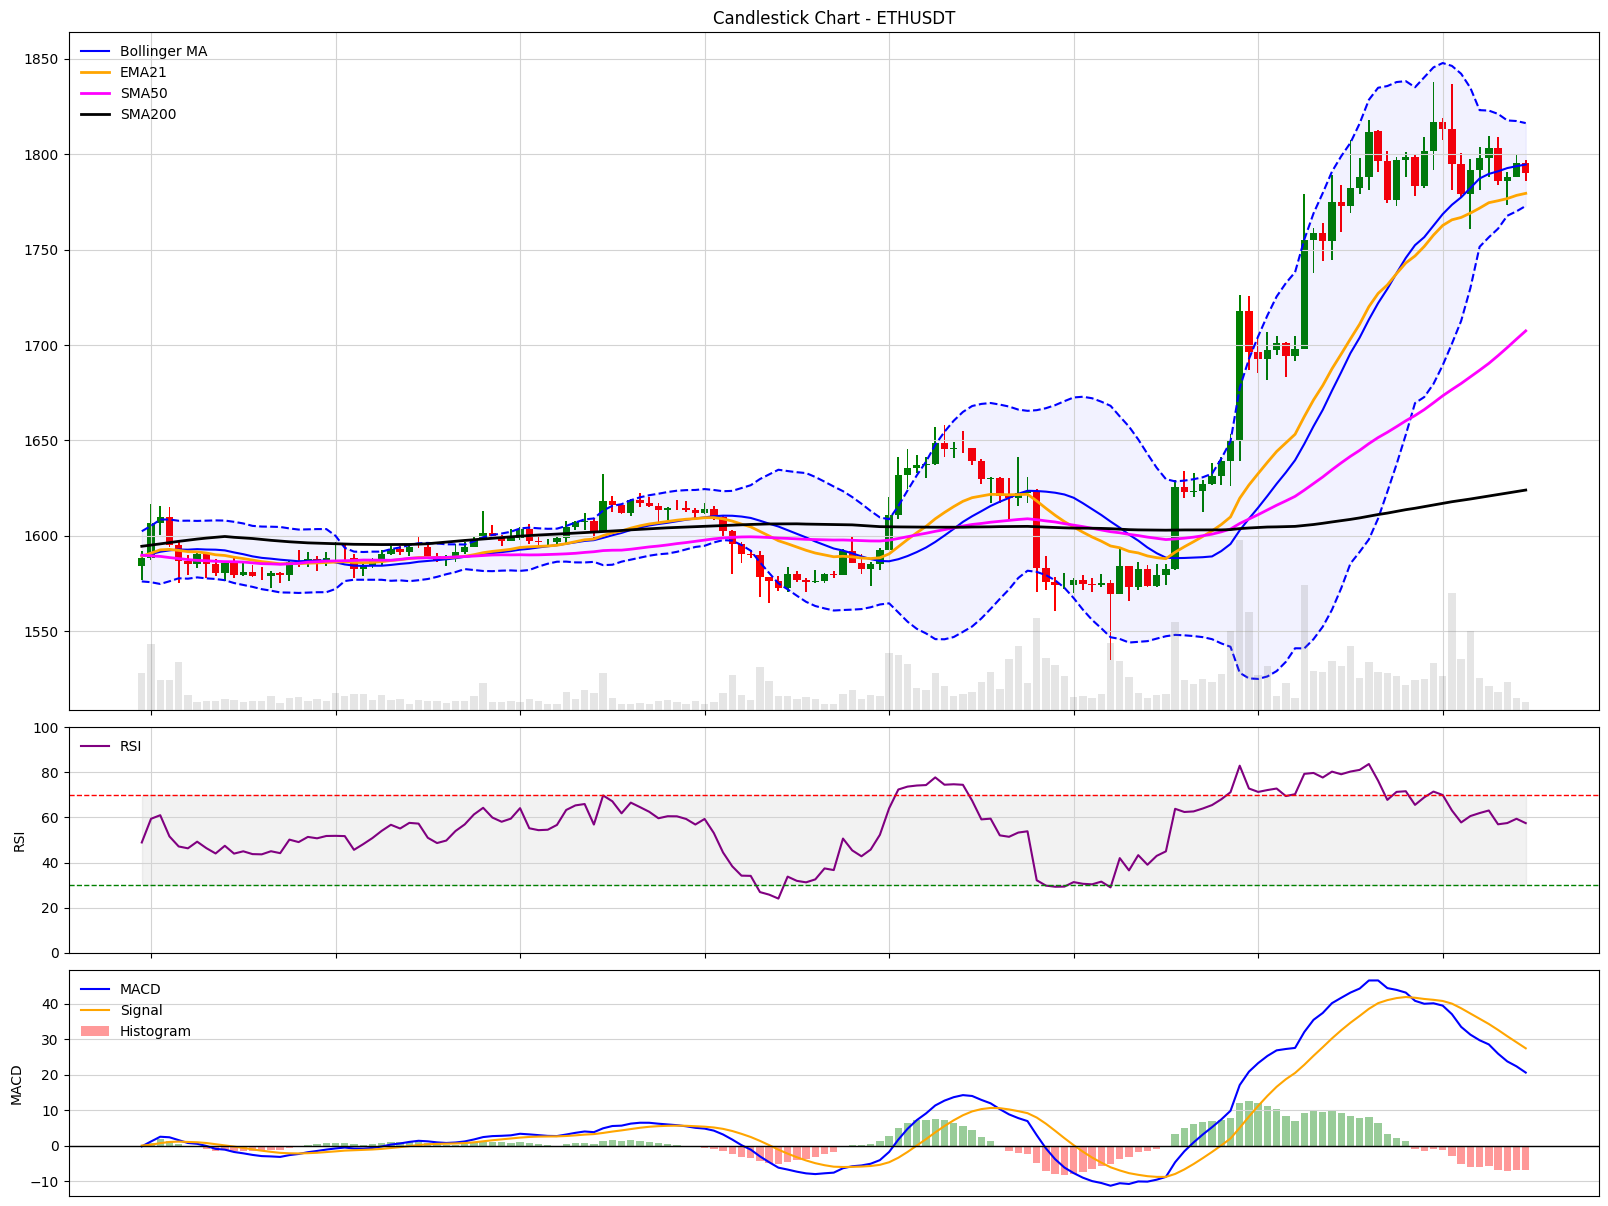 Candlestick Chart - ETHUSDT
Bollinger MA
EMA21
SMA50
SMA200
1850
1800
1750
1700
1650
1600
1550
RSI
100
80
60
40
20
0
RSI
MACD
Signal
Histogram
40
30
20
10
0
−10
MACD